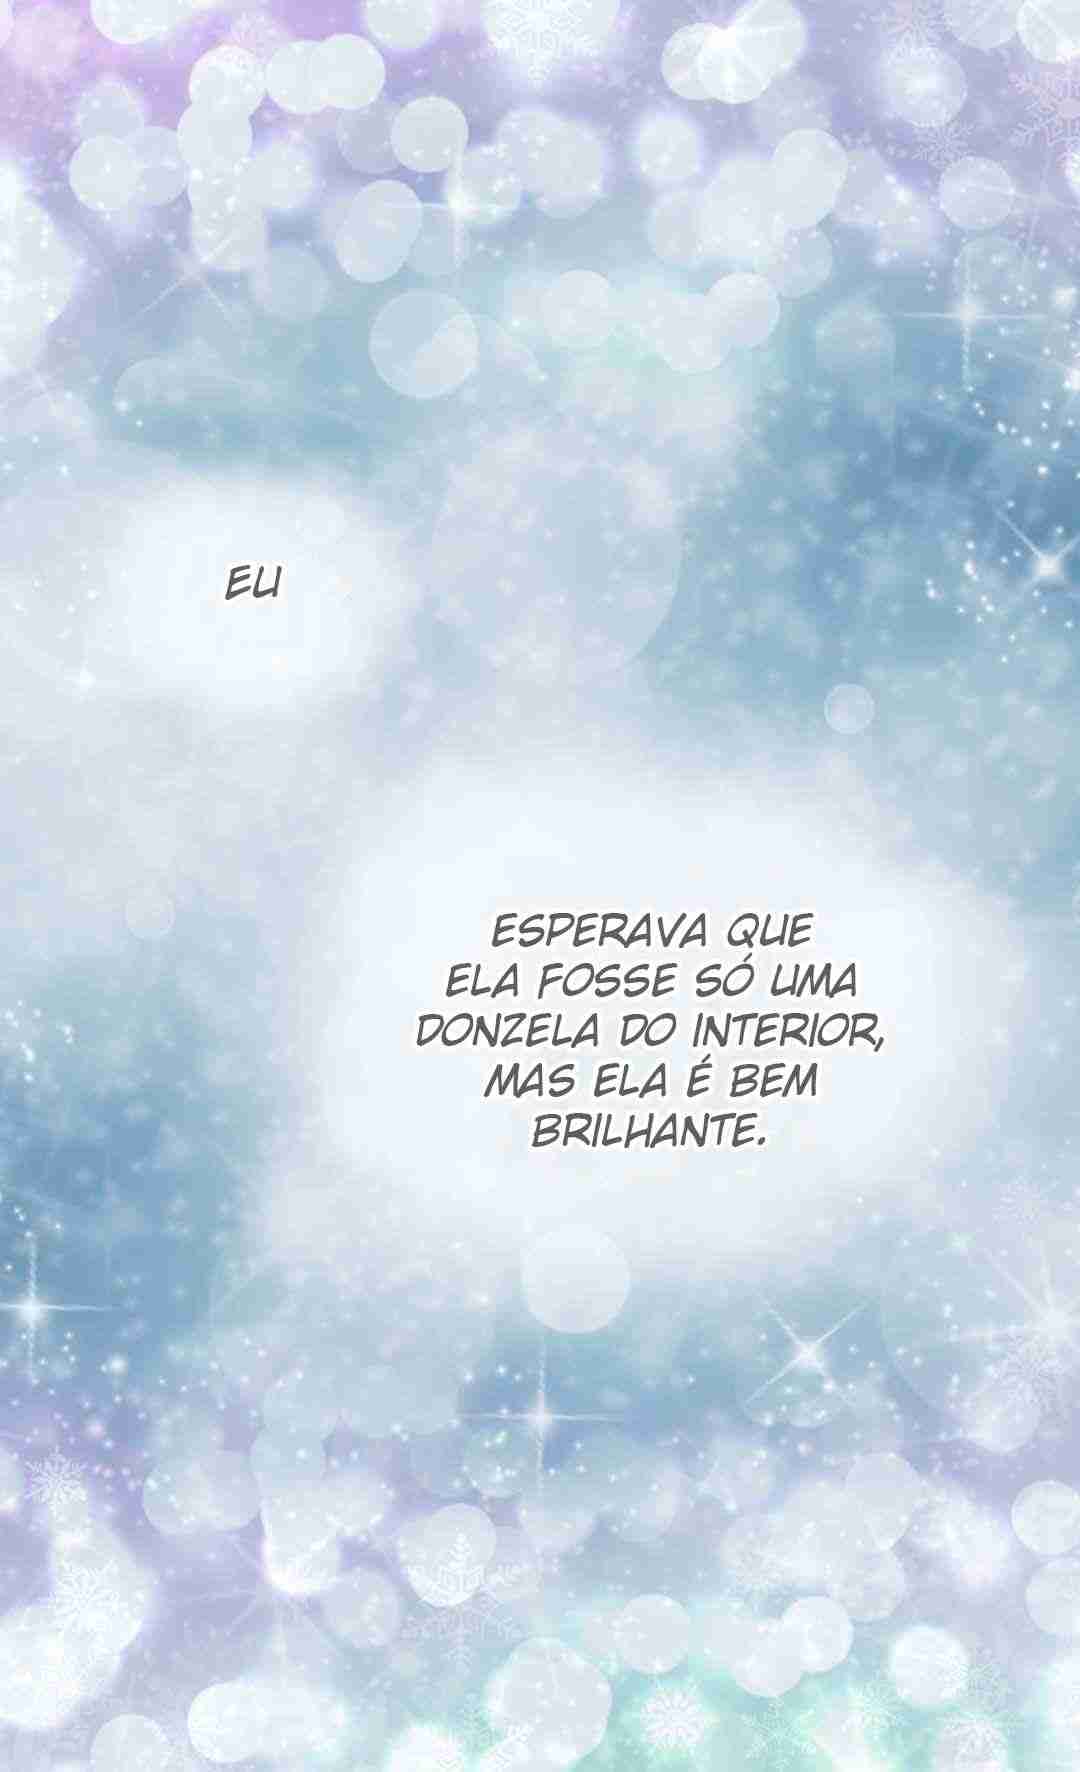 EU
ESPERAVA QUE
ELA FOSSE SÓ UMA
DONZELA DO INTERIOR,
MAS ELA É BEM
BRILHANTE.